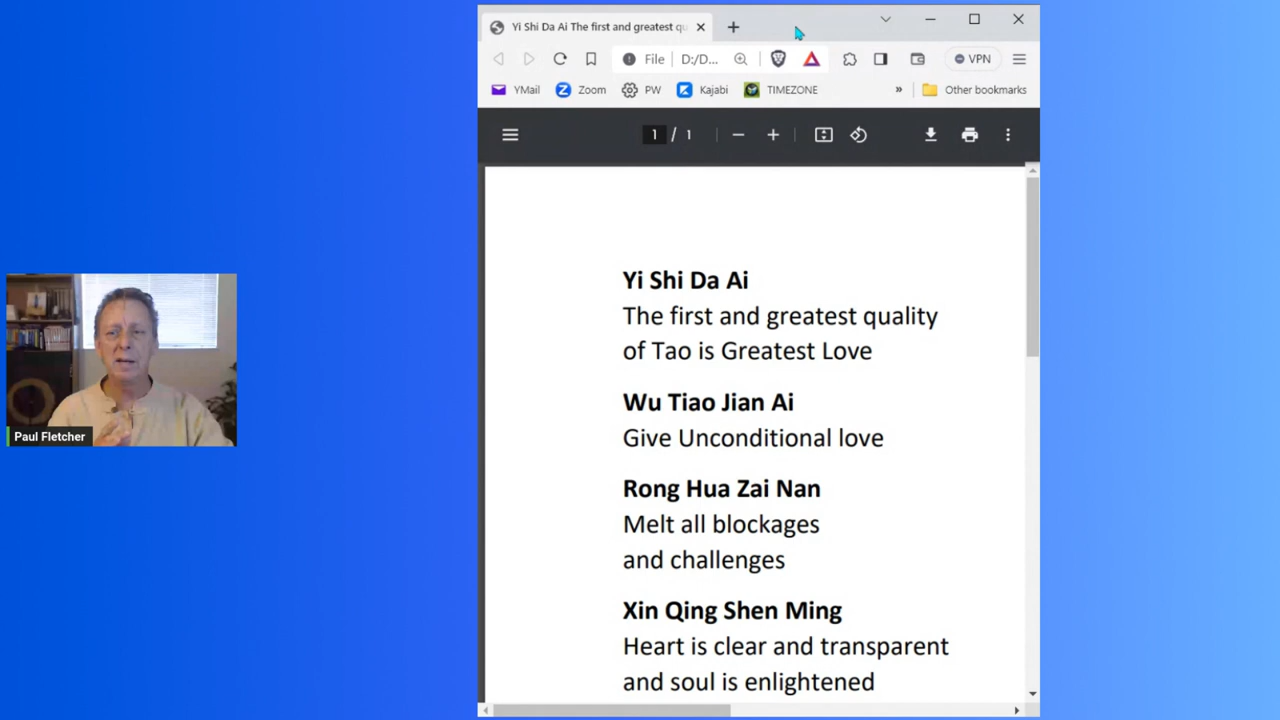 Yi Shi Da Ai The first and greatest qu
File
D:/D...
VPN
YMail
Zoom
PW
Kajabi
TIMEZONE
»
Other bookmarks
1 / 1
Yi Shi Da Ai
The first and greatest quality
of Tao is Greatest Love
Wu Tiao Jian Ai
Give Unconditional love
Rong Hua Zai Nan
Melt all blockages
and challenges
Xin Qing Shen Ming
Heart is clear and transparent
and soul is enlightened
Paul Fletcher